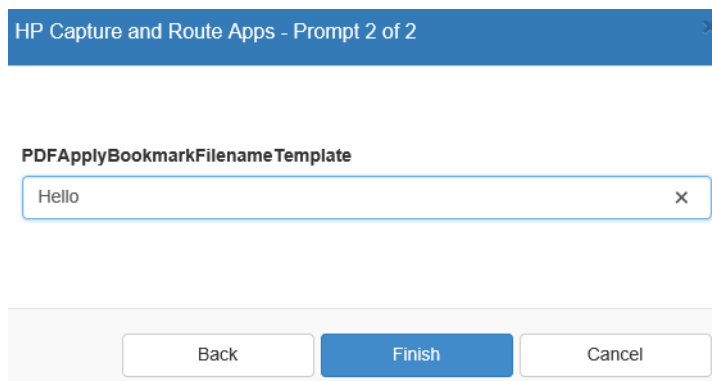 HP Capture and Route Apps - Prompt 2 of 2
PDFApplyBookmarkFilenameTemplate
Hello
Back Finish Cancel